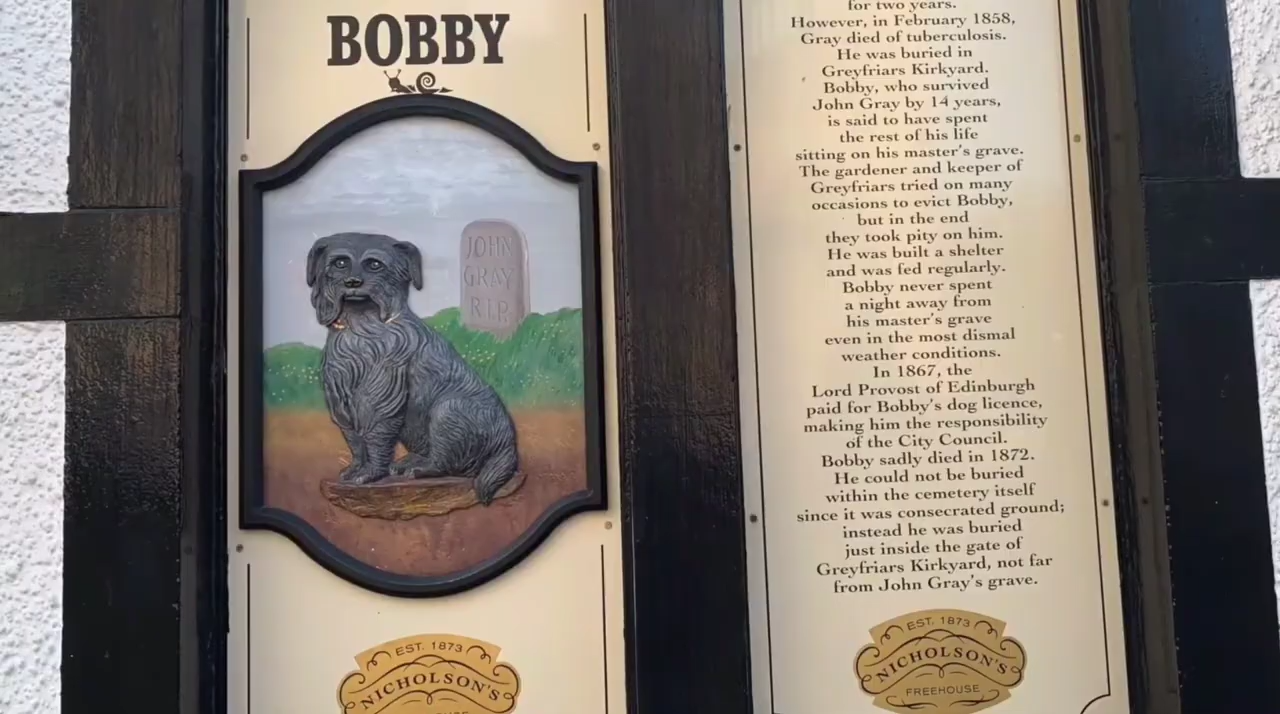 BOBBY
JOHN
GRAY
R.I.P.
EST. 1873
NICHOLSON'S
for two years.
However, in February 1858,
Gray died of tuberculosis.
He was buried in
Greyfriars Kirkyard.
Bobby, who survived
John Gray by 14 years,
is said to have spent
the rest of his life
sitting on his master's grave.
The gardener and keeper of
Greyfriars tried on many
occasions to evict Bobby,
but in the end
they took pity on him.
He was built a shelter
and was fed regularly.
Bobby never spent
a night away from
his master's grave
even in the most dismal
weather conditions.
In 1867, the
Lord Provost of Edinburgh
paid for Bobby's dog licence,
making him the responsibility
of the City Council.
Bobby sadly died in 1872.
He could not be buried
within the cemetery itself
since it was consecrated ground;
instead he was buried
just inside the gate of
Greyfriars Kirkyard, not far
from John Gray's grave.
EST. 1873
NICHOLSON'S
FREEHOUSE